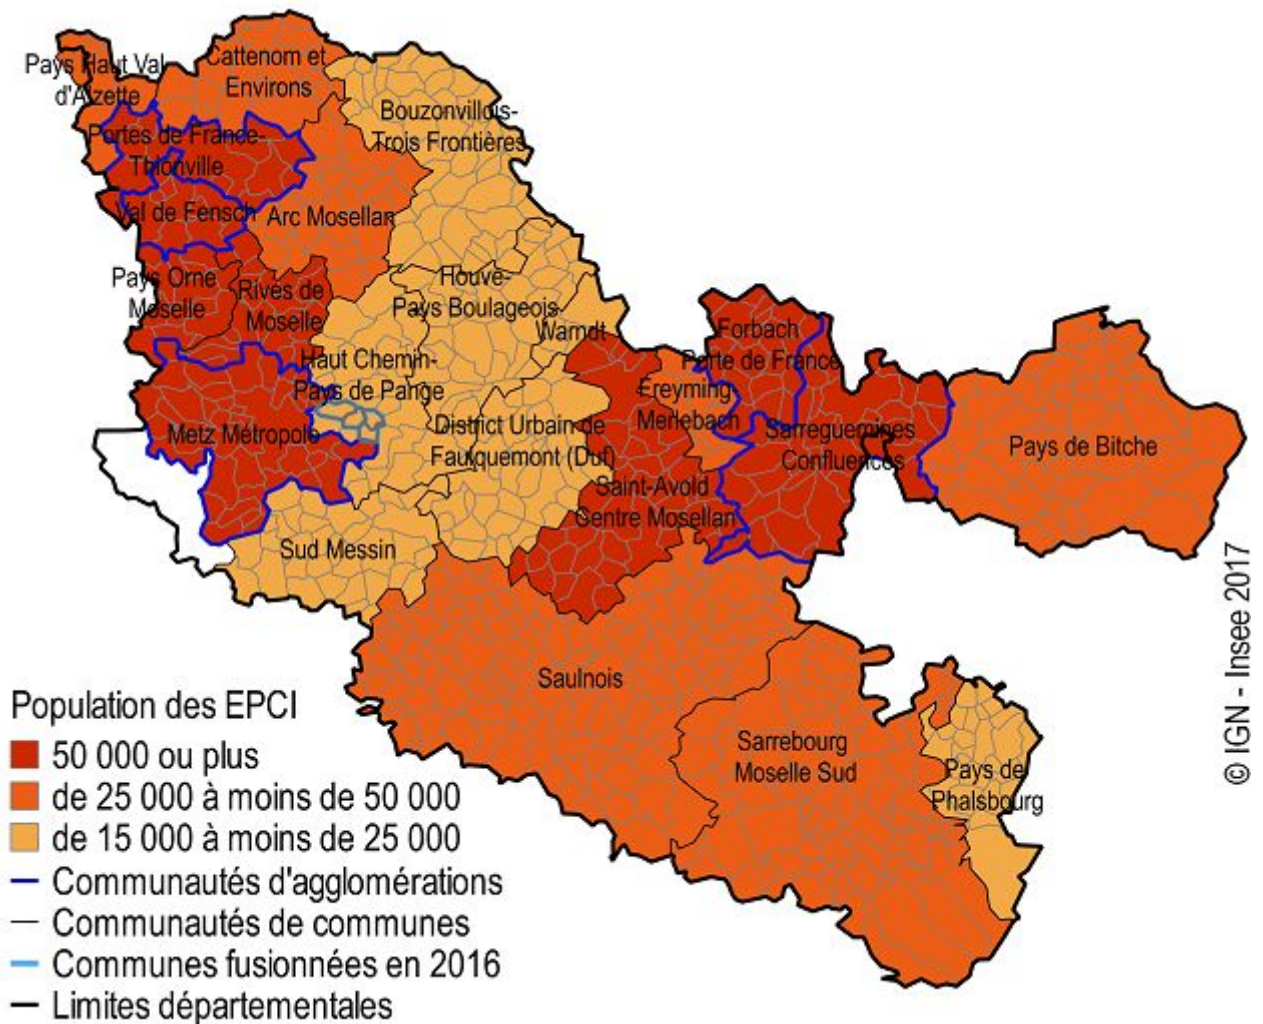 Pays Haut Val
d'Alzette
Cattenom et
Environs
Bouzonvillois-
Trois Frontières
Portes de France-
Thionville
Val de Fensch
Arc Mosellan
Pays Orne
Moselle
Rives de
Moselle
Houve-
Pays Boulageois
Warndt
Haut Chemin-
Pays de Pange
Forbach
Porte de France
Freyming-
Merlebach
Metz Métropole
District Urbain de
Faulquemont (Duf)
Sarreguemines
Confluences
Pays de Bitche
Saint-Avold
Centre Mosellan
Sud Messin
Saulnois
Sarrebourg
Moselle Sud
Pays de
Phalsbourg
© IGN - Insee 2017
Population des EPCI
50 000 ou plus
de 25 000 à moins de 50 000
de 15 000 à moins de 25 000
Communautés d'agglomérations
Communautés de communes
Communes fusionnées en 2016
Limites départementales